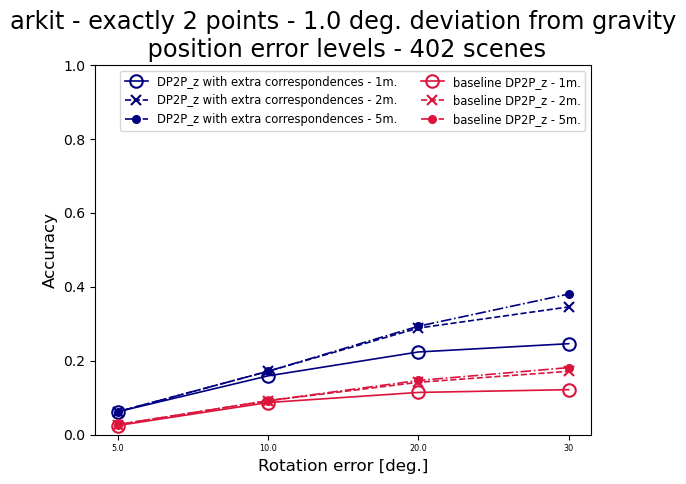 arkit - exactly 2 points - 1.0 deg. deviation from gravity
position error levels - 402 scenes
DP2P_z with extra correspondences - 1m.
DP2P_z with extra correspondences - 2m.
DP2P_z with extra correspondences - 5m.
baseline DP2P_z - 1m.
baseline DP2P_z - 2m.
baseline DP2P_z - 5m.
1.0
0.8
0.6
0.4
0.2
0.0
Accuracy
5.0
10.0
20.0
30
Rotation error [deg.]